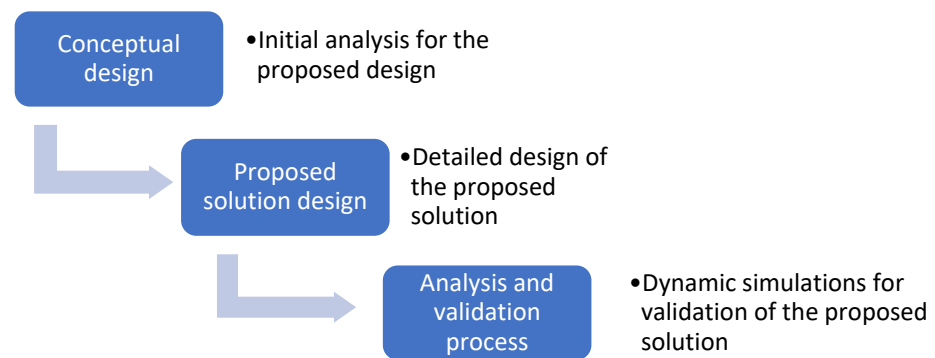 Conceptual
design
•Initial analysis for the
proposed design
Proposed
solution design
•Detailed design of
the proposed
solution
Analysis and
validation
process
•Dynamic simulations for
validation of the proposed
solution